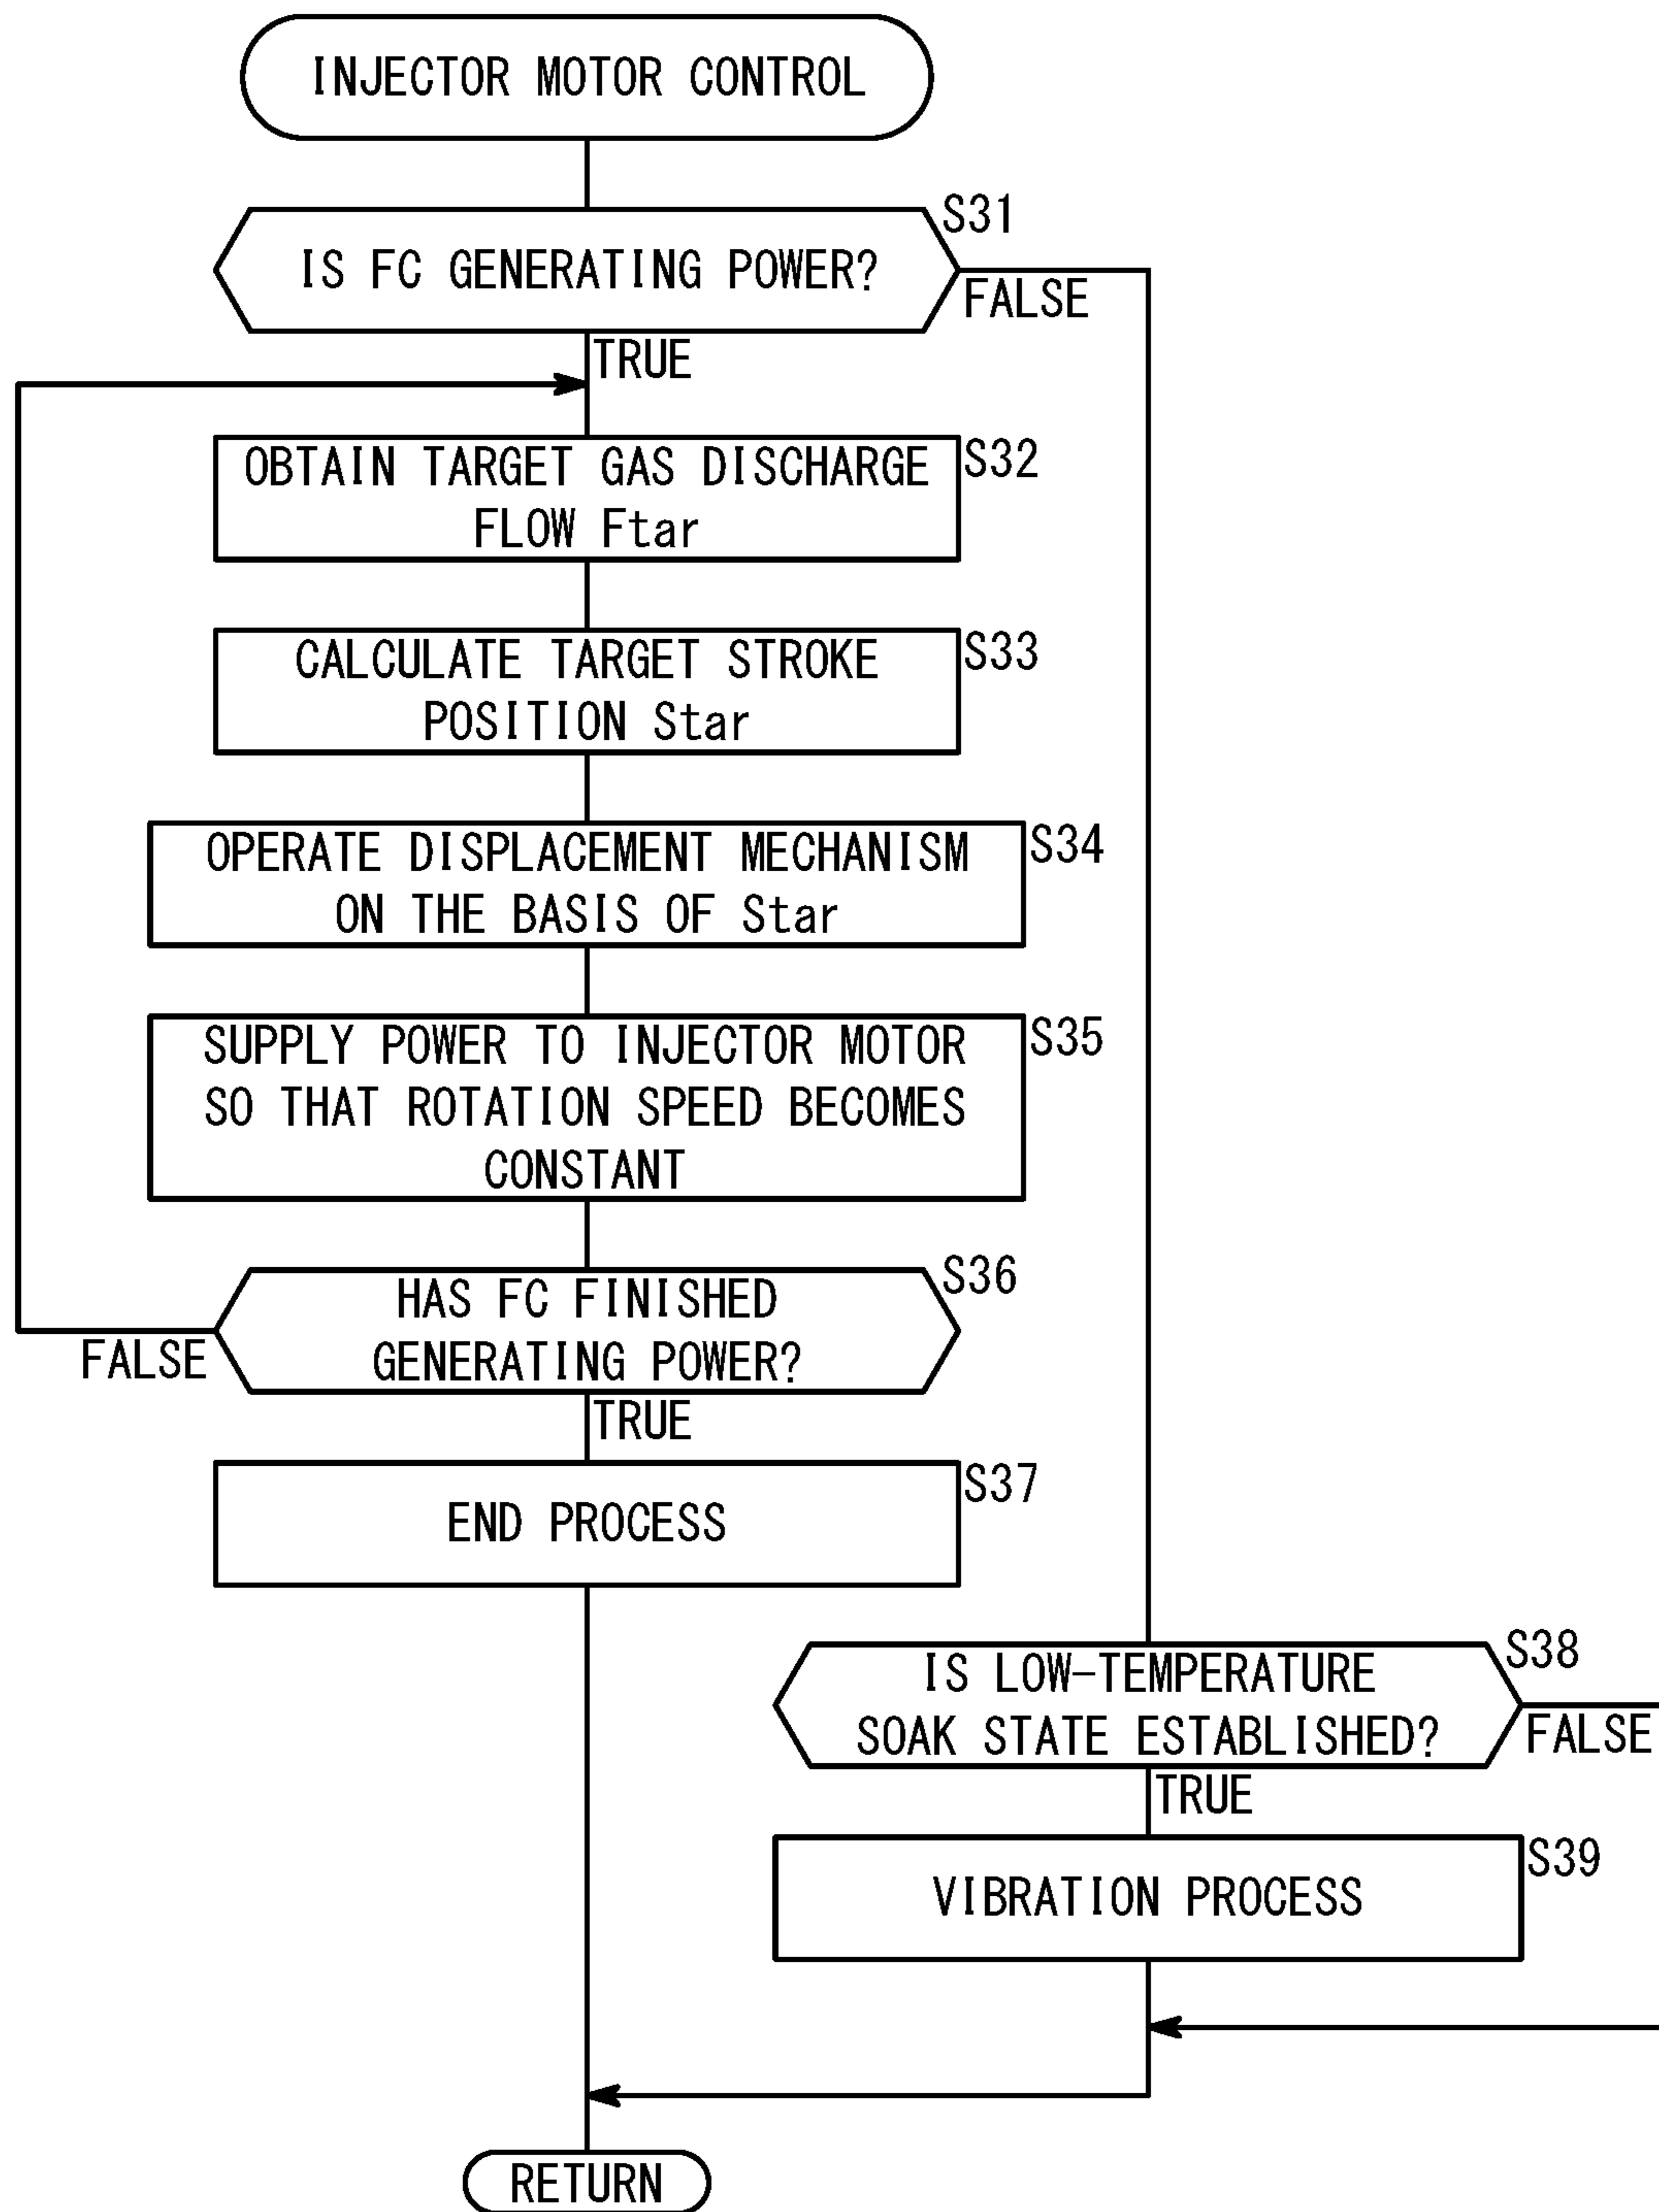 INJECTOR MOTOR CONTROL
S31
IS FC GENERATING POWER?
FALSE
TRUE
OBTAIN TARGET GAS DISCHARGE
FLOW Ftar
S32
CALCULATE TARGET STROKE
POSITION Star
S33
OPERATE DISPLACEMENT MECHANISM
ON THE BASIS OF Star
S34
SUPPLY POWER TO INJECTOR MOTOR
SO THAT ROTATION SPEED BECOMES
CONSTANT
S35
HAS FC FINISHED
GENERATING POWER?
S36
FALSE
TRUE
END PROCESS
S37
IS LOW-TEMPERATURE
SOAK STATE ESTABLISHED?
S38
FALSE
TRUE
VIBRATION PROCESS
S39
RETURN